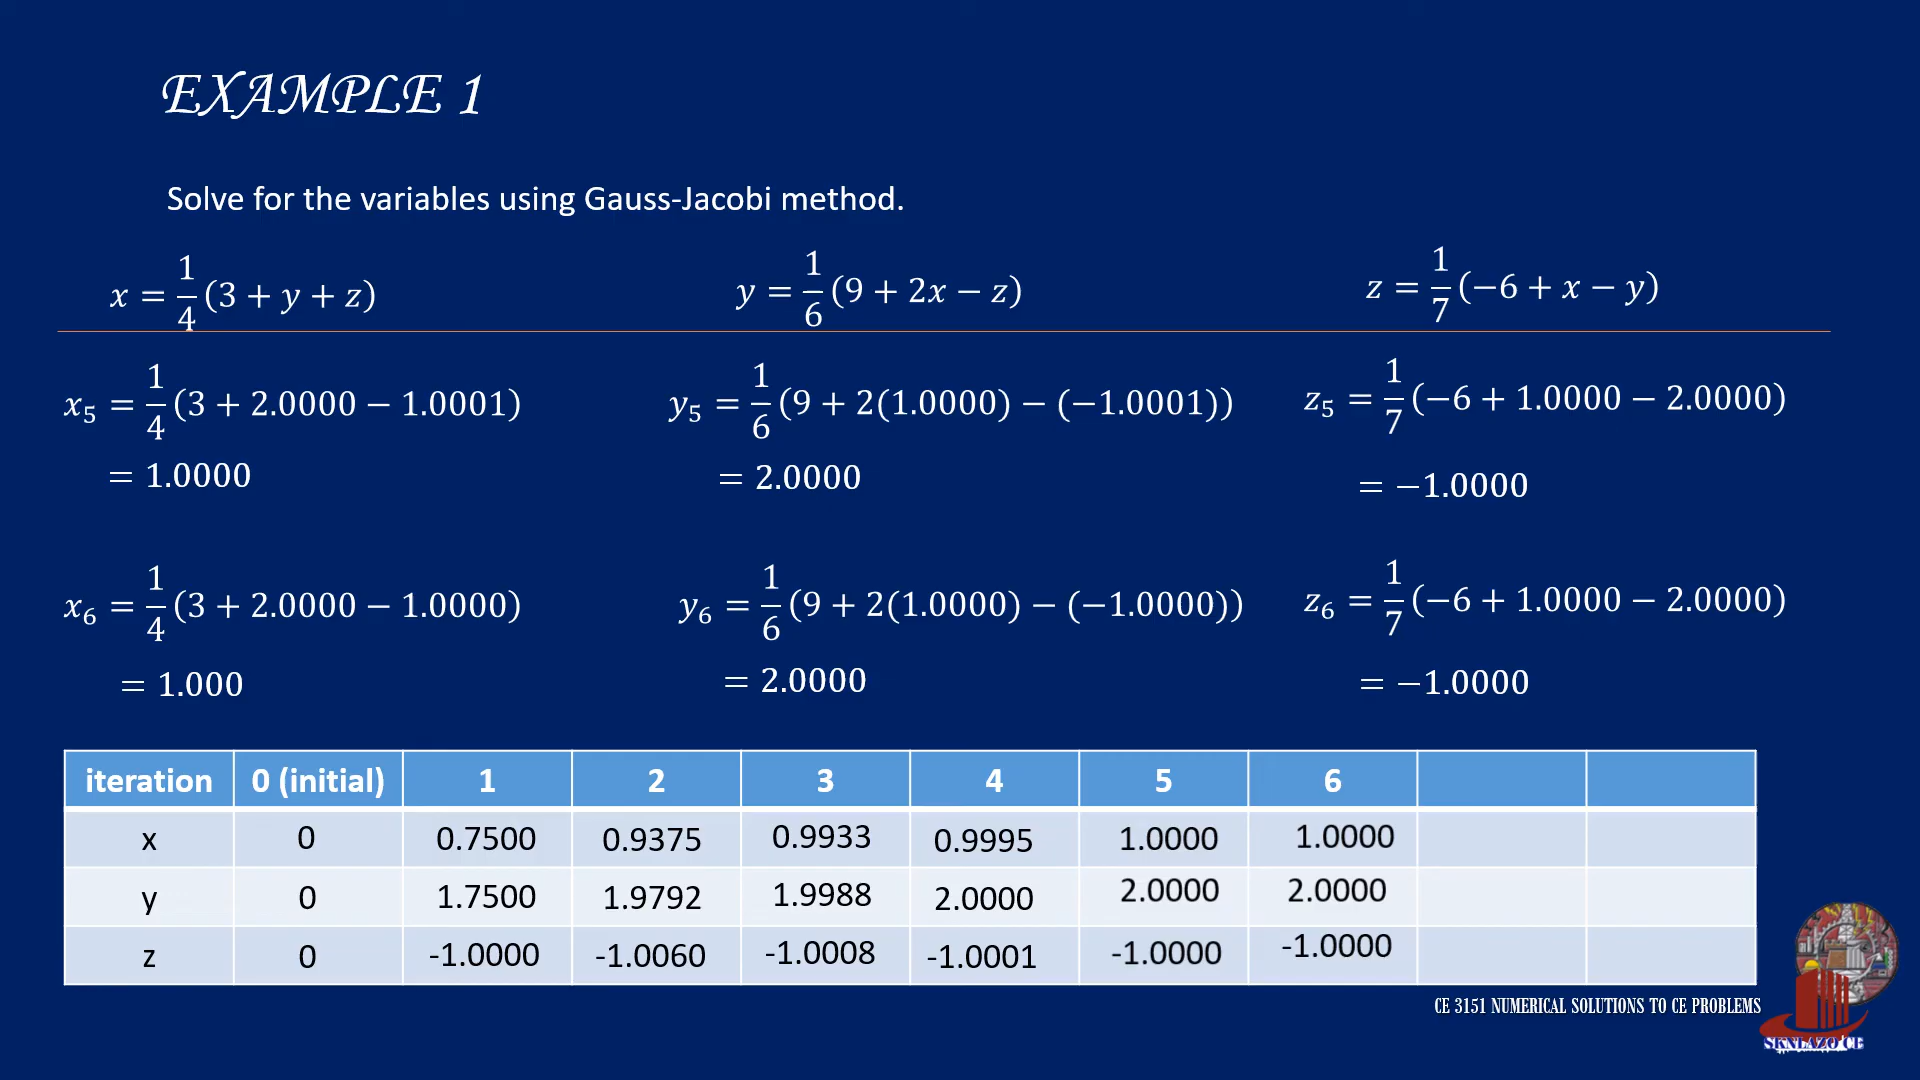 EXAMPLE 1
Solve for the variables using Gauss-Jacobi method.
x = 1/4 (3 + y + z)
y = 1/6 (9 + 2x − z)
z = 1/7 (−6 + x − y)
x₅ = 1/4 (3 + 2.0000 − 1.0001)
y₅ = 1/6 (9 + 2(1.0000) − (−1.0001))
z₅ = 1/7 (−6 + 1.0000 − 2.0000)
= 1.0000
= 2.0000
= −1.0000
x₆ = 1/4 (3 + 2.0000 − 1.0000)
y₆ = 1/6 (9 + 2(1.0000) − (−1.0000))
z₆ = 1/7 (−6 + 1.0000 − 2.0000)
= 1.000
= 2.0000
= −1.0000
iteration 0 (initial) 1 2 3 4 5 6
x 0 0.7500 0.9375 0.9933 0.9995 1.0000 1.0000
y 0 1.7500 1.9792 1.9988 2.0000 2.0000 2.0000
z 0 -1.0000 -1.0060 -1.0008 -1.0001 -1.0000 -1.0000
CE 3151 NUMERICAL SOLUTIONS TO CE PROBLEMS
SKNLAZO CE